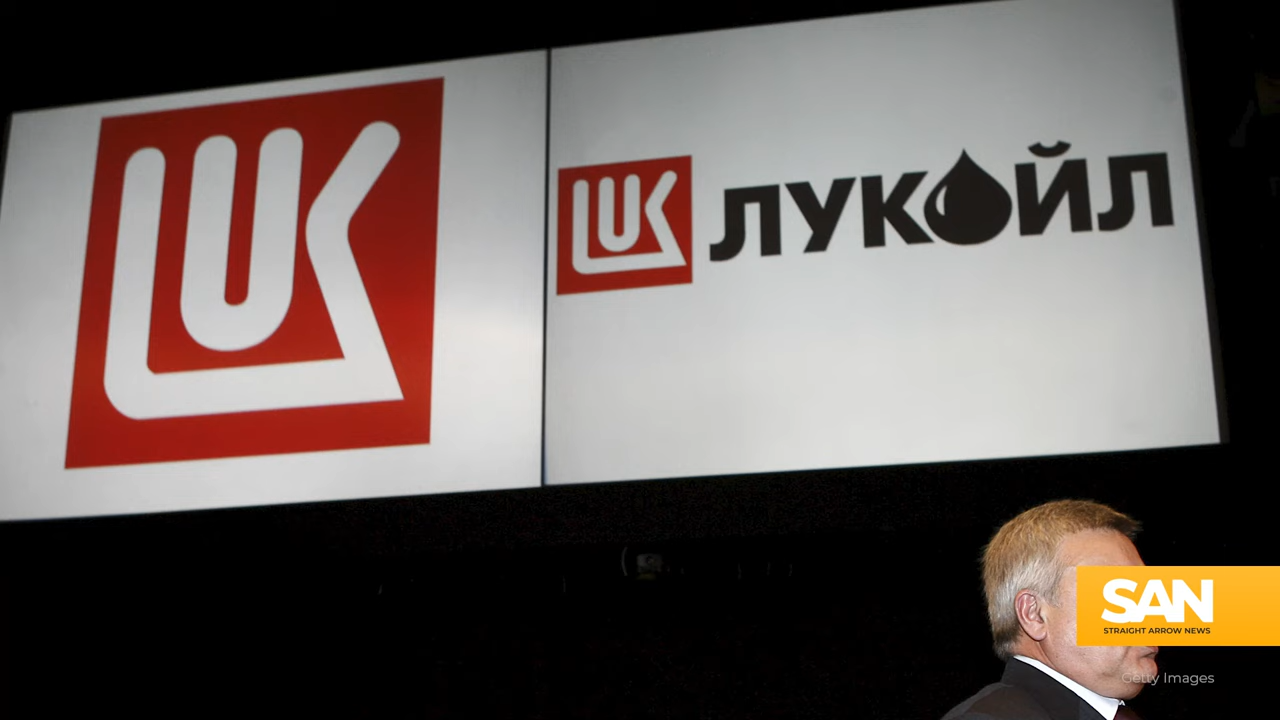 LUK
LUK ЛУКОЙЛ
SAN
STRAIGHT ARROW NEWS
Getty Images